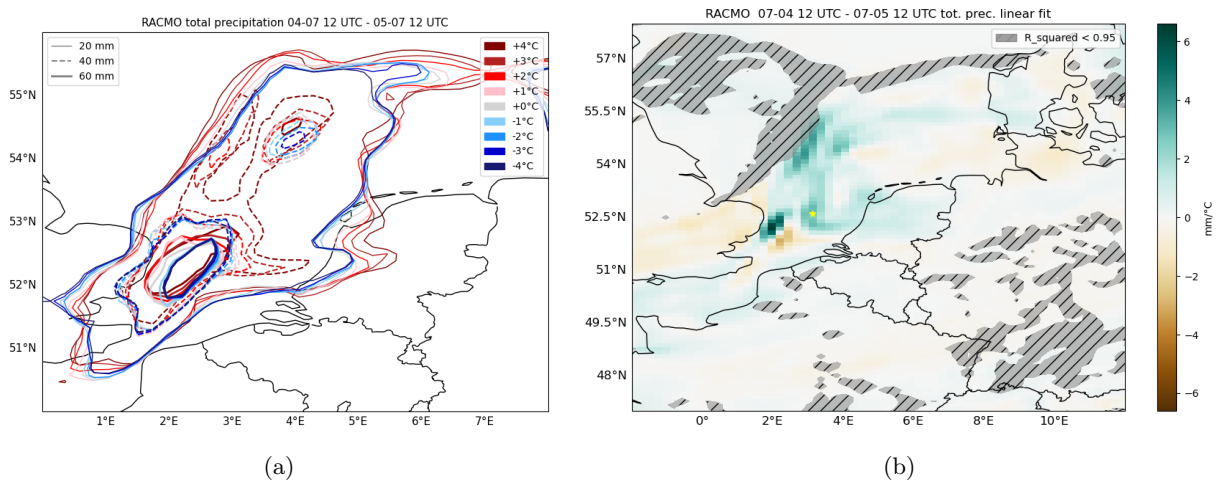 RACMO total precipitation 04-07 12 UTC - 05-07 12 UTC
20 mm
40 mm
60 mm
+4°C
+3°C
+2°C
+1°C
+0°C
-1°C
-2°C
-3°C
-4°C
55°N
54°N
53°N
52°N
51°N
1°E
2°E
3°E
4°E
5°E
6°E
7°E
(a)
RACMO 07-04 12 UTC - 07-05 12 UTC tot. prec. linear fit
R_squared < 0.95
57°N
55.5°N
54°N
52.5°N
51°N
49.5°N
48°N
0°
2°E
4°E
6°E
8°E
10°E
6
4
2
0
−2
−4
−6
mm/°C
(b)